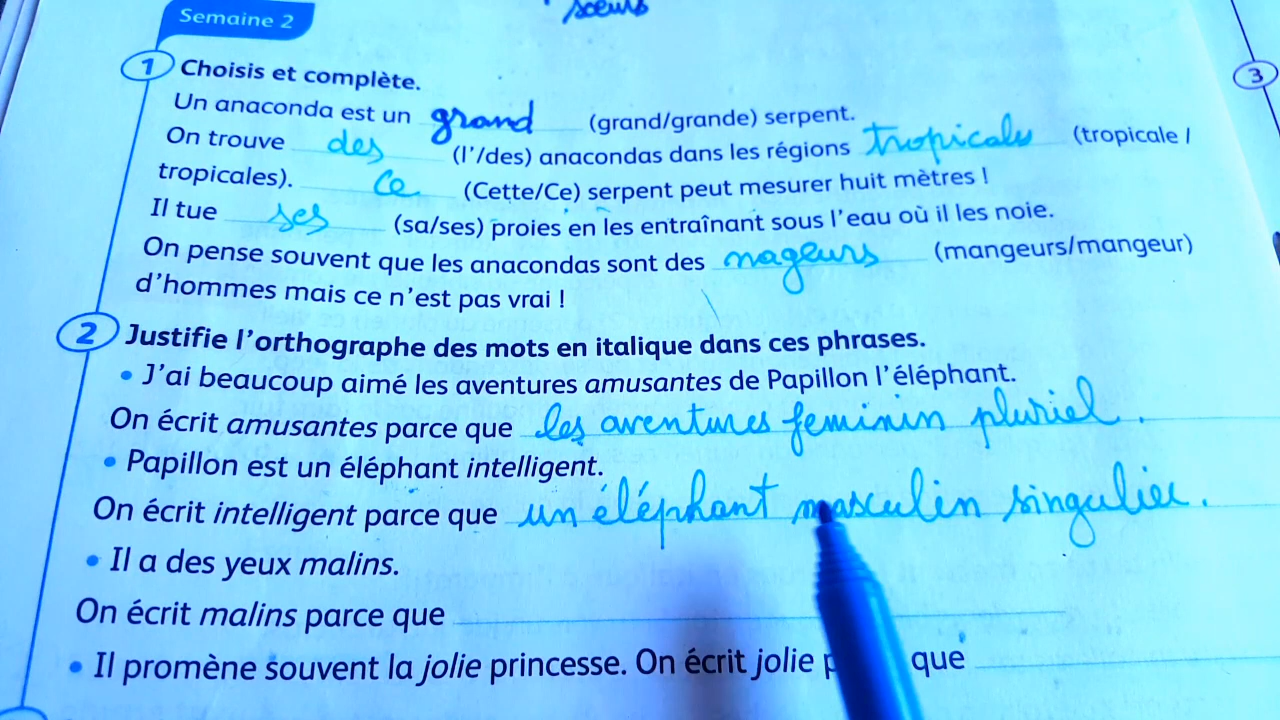 sœurs
Semaine 2
3
1 Choisis et complète.
Un anaconda est un grand (grand/grande) serpent.
On trouve des (l'/des) anacondas dans les régions tropicales (tropicale /
tropicales). Ce (Cette/Ce) serpent peut mesurer huit mètres !
Il tue ses (sa/ses) proies en les entraînant sous l'eau où il les noie.
On pense souvent que les anacondas sont des nageurs (mangeurs/mangeur)
d'hommes mais ce n'est pas vrai !
2 Justifie l'orthographe des mots en italique dans ces phrases.
• J'ai beaucoup aimé les aventures amusantes de Papillon l'éléphant.
On écrit amusantes parce que les aventures feminin pluriel.
• Papillon est un éléphant intelligent.
On écrit intelligent parce que un éléphant masculin singulier.
• Il a des yeux malins.
On écrit malins parce que
• Il promène souvent la jolie princesse. On écrit jolie p que